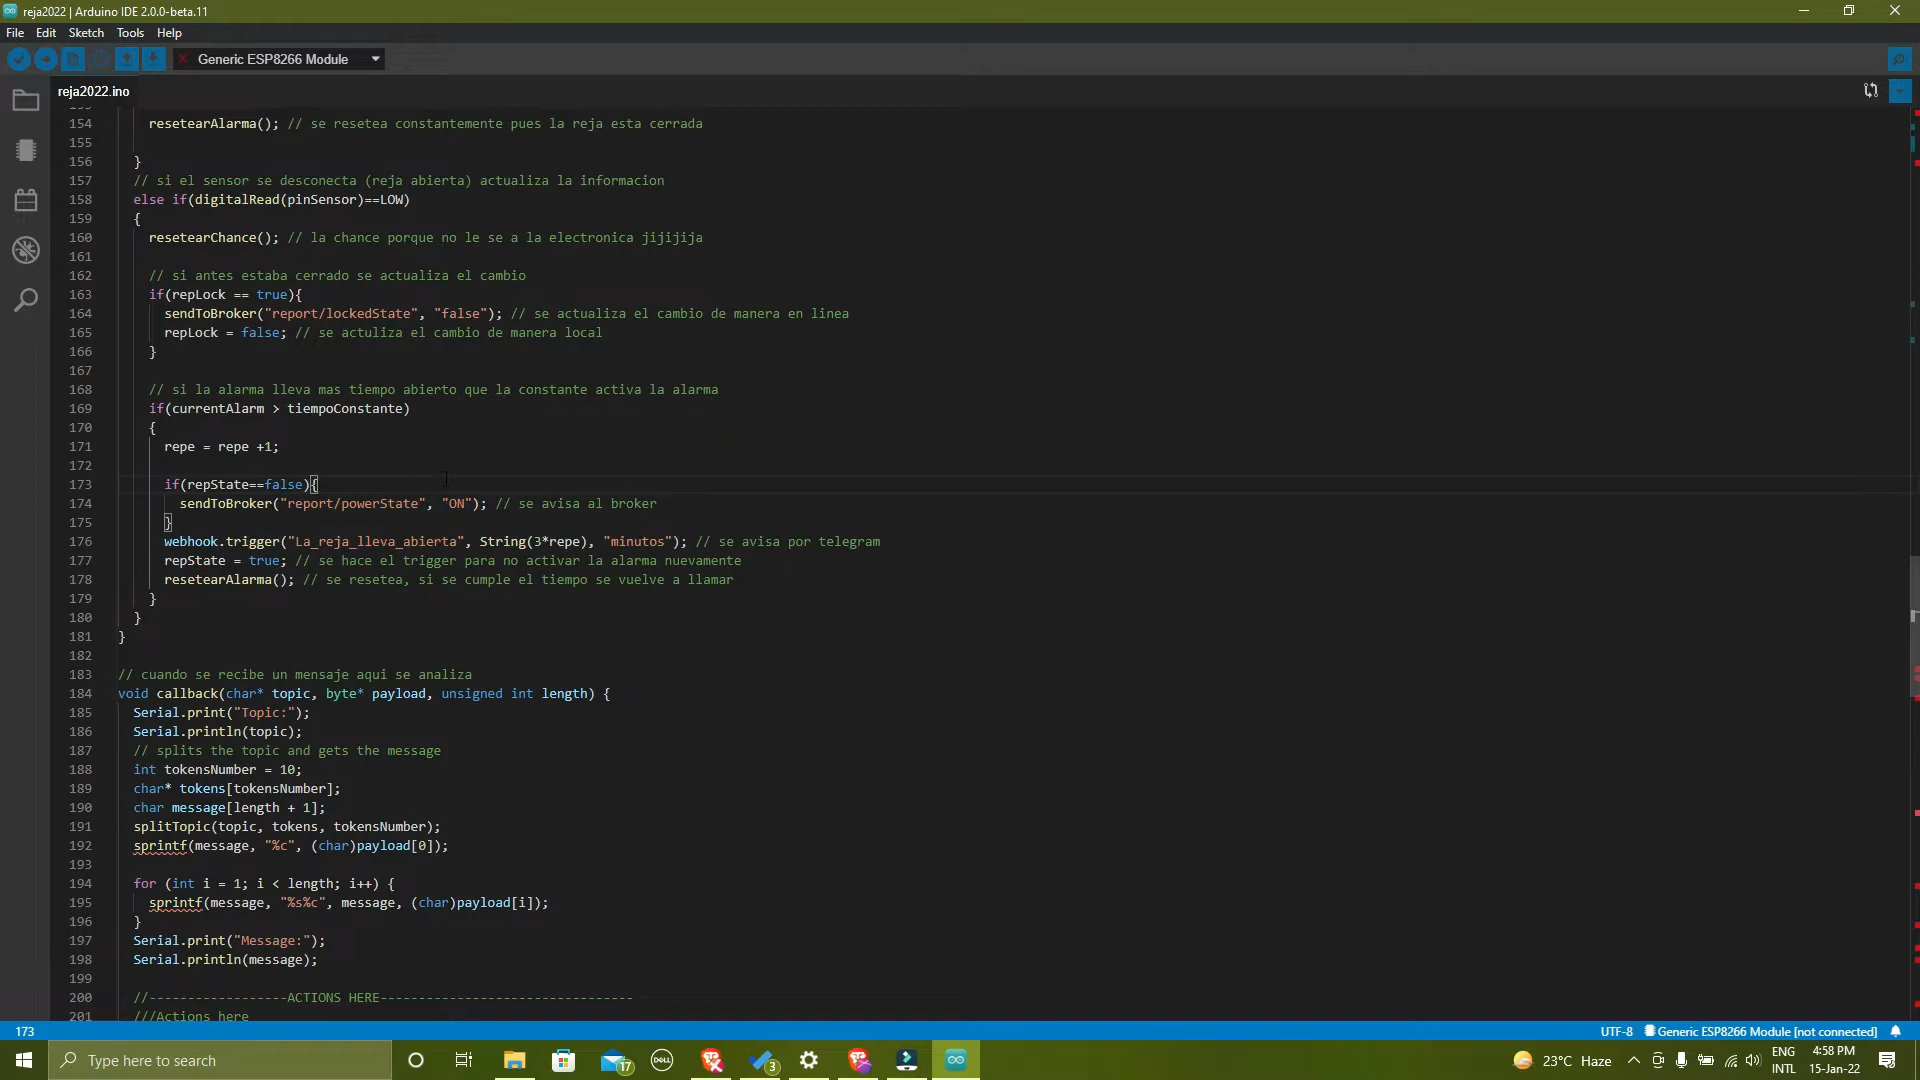 reja2022 | Arduino IDE 2.0.0-beta.11
File Edit Sketch Tools Help
Generic ESP8266 Module
reja2022.ino
154 resetearAlarma(); // se resetea constantemente pues la reja esta cerrada
155
156 }
157 // si el sensor se desconecta (reja abierta) actualiza la informacion
158 else if(digitalRead(pinSensor)==LOW)
159 {
160 resetearChance(); // la chance porque no le se a la electronica jijijija
161
162 // si antes estaba cerrado se actualiza el cambio
163 if(repLock == true){
164 sendToBroker("report/lockedState", "false"); // se actualiza el cambio de manera en linea
165 repLock = false; // se actuliza el cambio de manera local
166 }
167
168 // si la alarma lleva mas tiempo abierto que la constante activa la alarma
169 if(currentAlarm > tiempoConstante)
170 {
171 repe = repe +1;
172
173 if(repState==false){
174 sendToBroker("report/powerState", "ON"); // se avisa al broker
175 }
176 webhook.trigger("La_reja_lleva_abierta", String(3*repe), "minutos"); // se avisa por telegram
177 repState = true; // se hace el trigger para no activar la alarma nuevamente
178 resetearAlarma(); // se resetea, si se cumple el tiempo se vuelve a llamar
179 }
180 }
181 }
182
183 // cuando se recibe un mensaje aqui se analiza
184 void callback(char* topic, byte* payload, unsigned int length) {
185 Serial.print("Topic:");
186 Serial.println(topic);
187 // splits the topic and gets the message
188 int tokensNumber = 10;
189 char* tokens[tokensNumber];
190 char message[length + 1];
191 splitTopic(topic, tokens, tokensNumber);
192 sprintf(message, "%c", (char)payload[0]);
193
194 for (int i = 1; i < length; i++) {
195 sprintf(message, "%s%c", message, (char)payload[i]);
196 }
197 Serial.print("Message:");
198 Serial.println(message);
199
200 //------------------ACTIONS HERE---------------------------------
201 ///Actions here
173 UTF-8 Generic ESP8266 Module [not connected]
Type here to search DELL 17 3 23°C Haze ENG INTL 4:58 PM 15-Jan-22